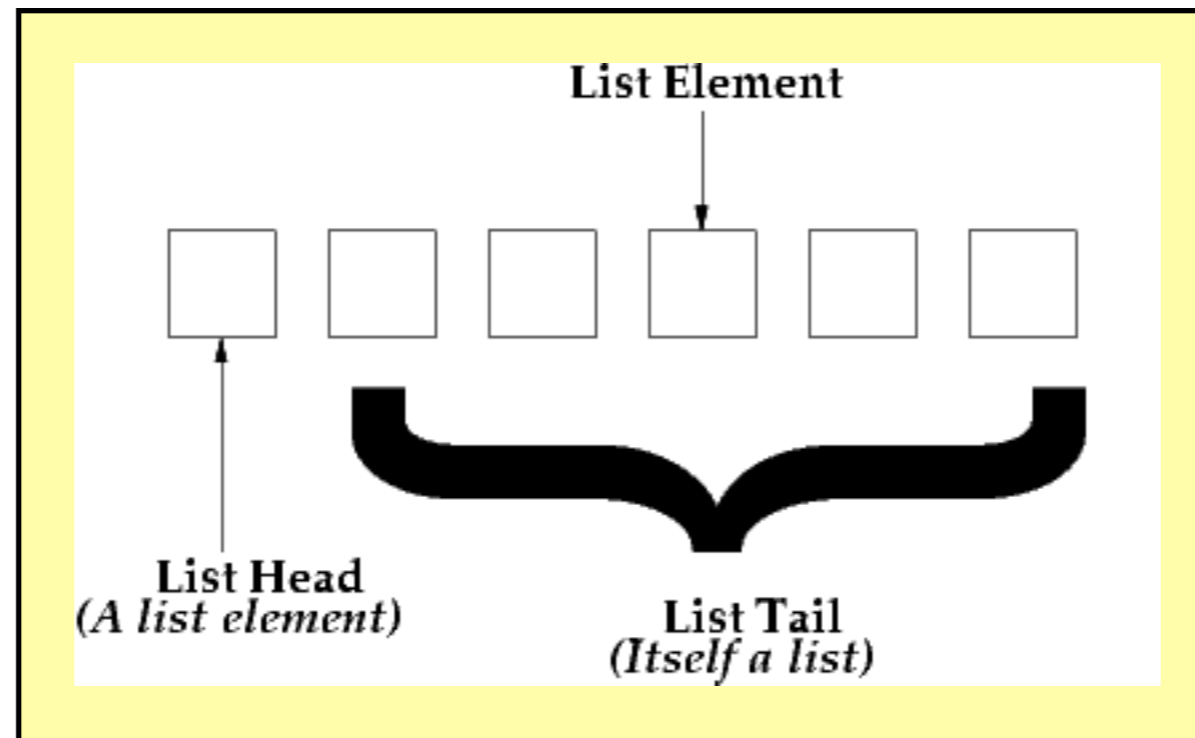 List Element
List Head
(A list element)
List Tail
(Itself a list)